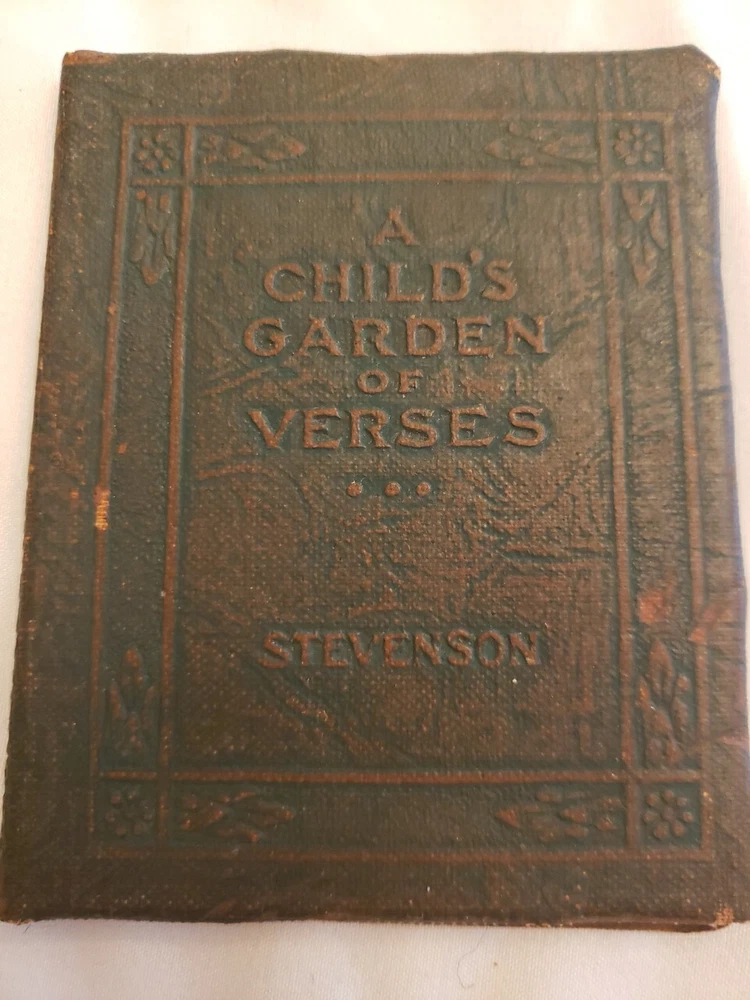 A
CHILD'S
GARDEN
OF
VERSES
STEVENSON